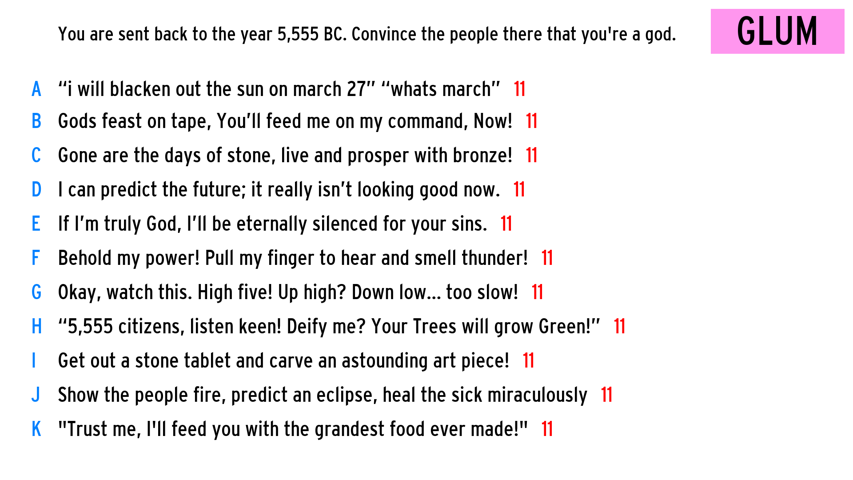 You are sent back to the year 5,555 BC. Convince the people there that you're a god.
GLUM
A “i will blacken out the sun on march 27” “whats march” 11
B Gods feast on tape, You’ll feed me on my command, Now! 11
C Gone are the days of stone, live and prosper with bronze! 11
D I can predict the future; it really isn’t looking good now. 11
E If I’m truly God, I’ll be eternally silenced for your sins. 11
F Behold my power! Pull my finger to hear and smell thunder! 11
G Okay, watch this. High five! Up high? Down low... too slow! 11
H “5,555 citizens, listen keen! Deify me? Your Trees will grow Green!” 11
I Get out a stone tablet and carve an astounding art piece! 11
J Show the people fire, predict an eclipse, heal the sick miraculously 11
K "Trust me, I'll feed you with the grandest food ever made!" 11